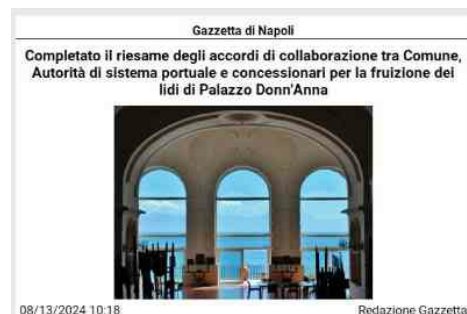 Gazzetta di Napoli
Completato il riesame degli accordi di collaborazione tra Comune,
Autorità di sistema portuale e concessionari per la fruizione dei
lidi di Palazzo Donn'Anna
08/13/2024 10:18
Redazione Gazzetta